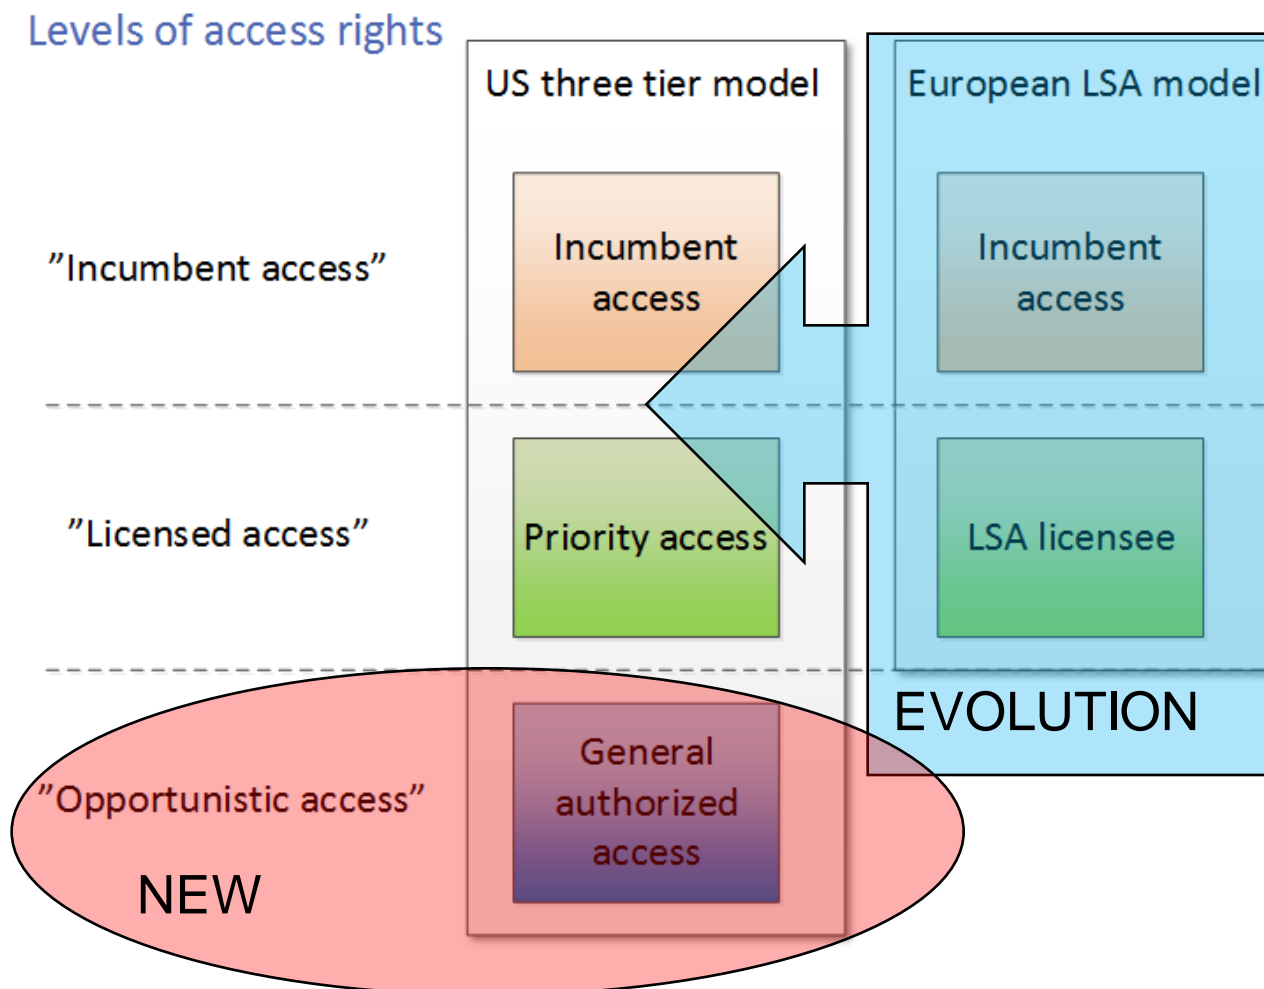 Levels of access rights
US three tier model
European LSA model
”Incumbent access”
Incumbent
access
Incumbent
access
”Licensed access”
Priority access
LSA licensee
EVOLUTION
”Opportunistic access”
General
authorized
access
NEW